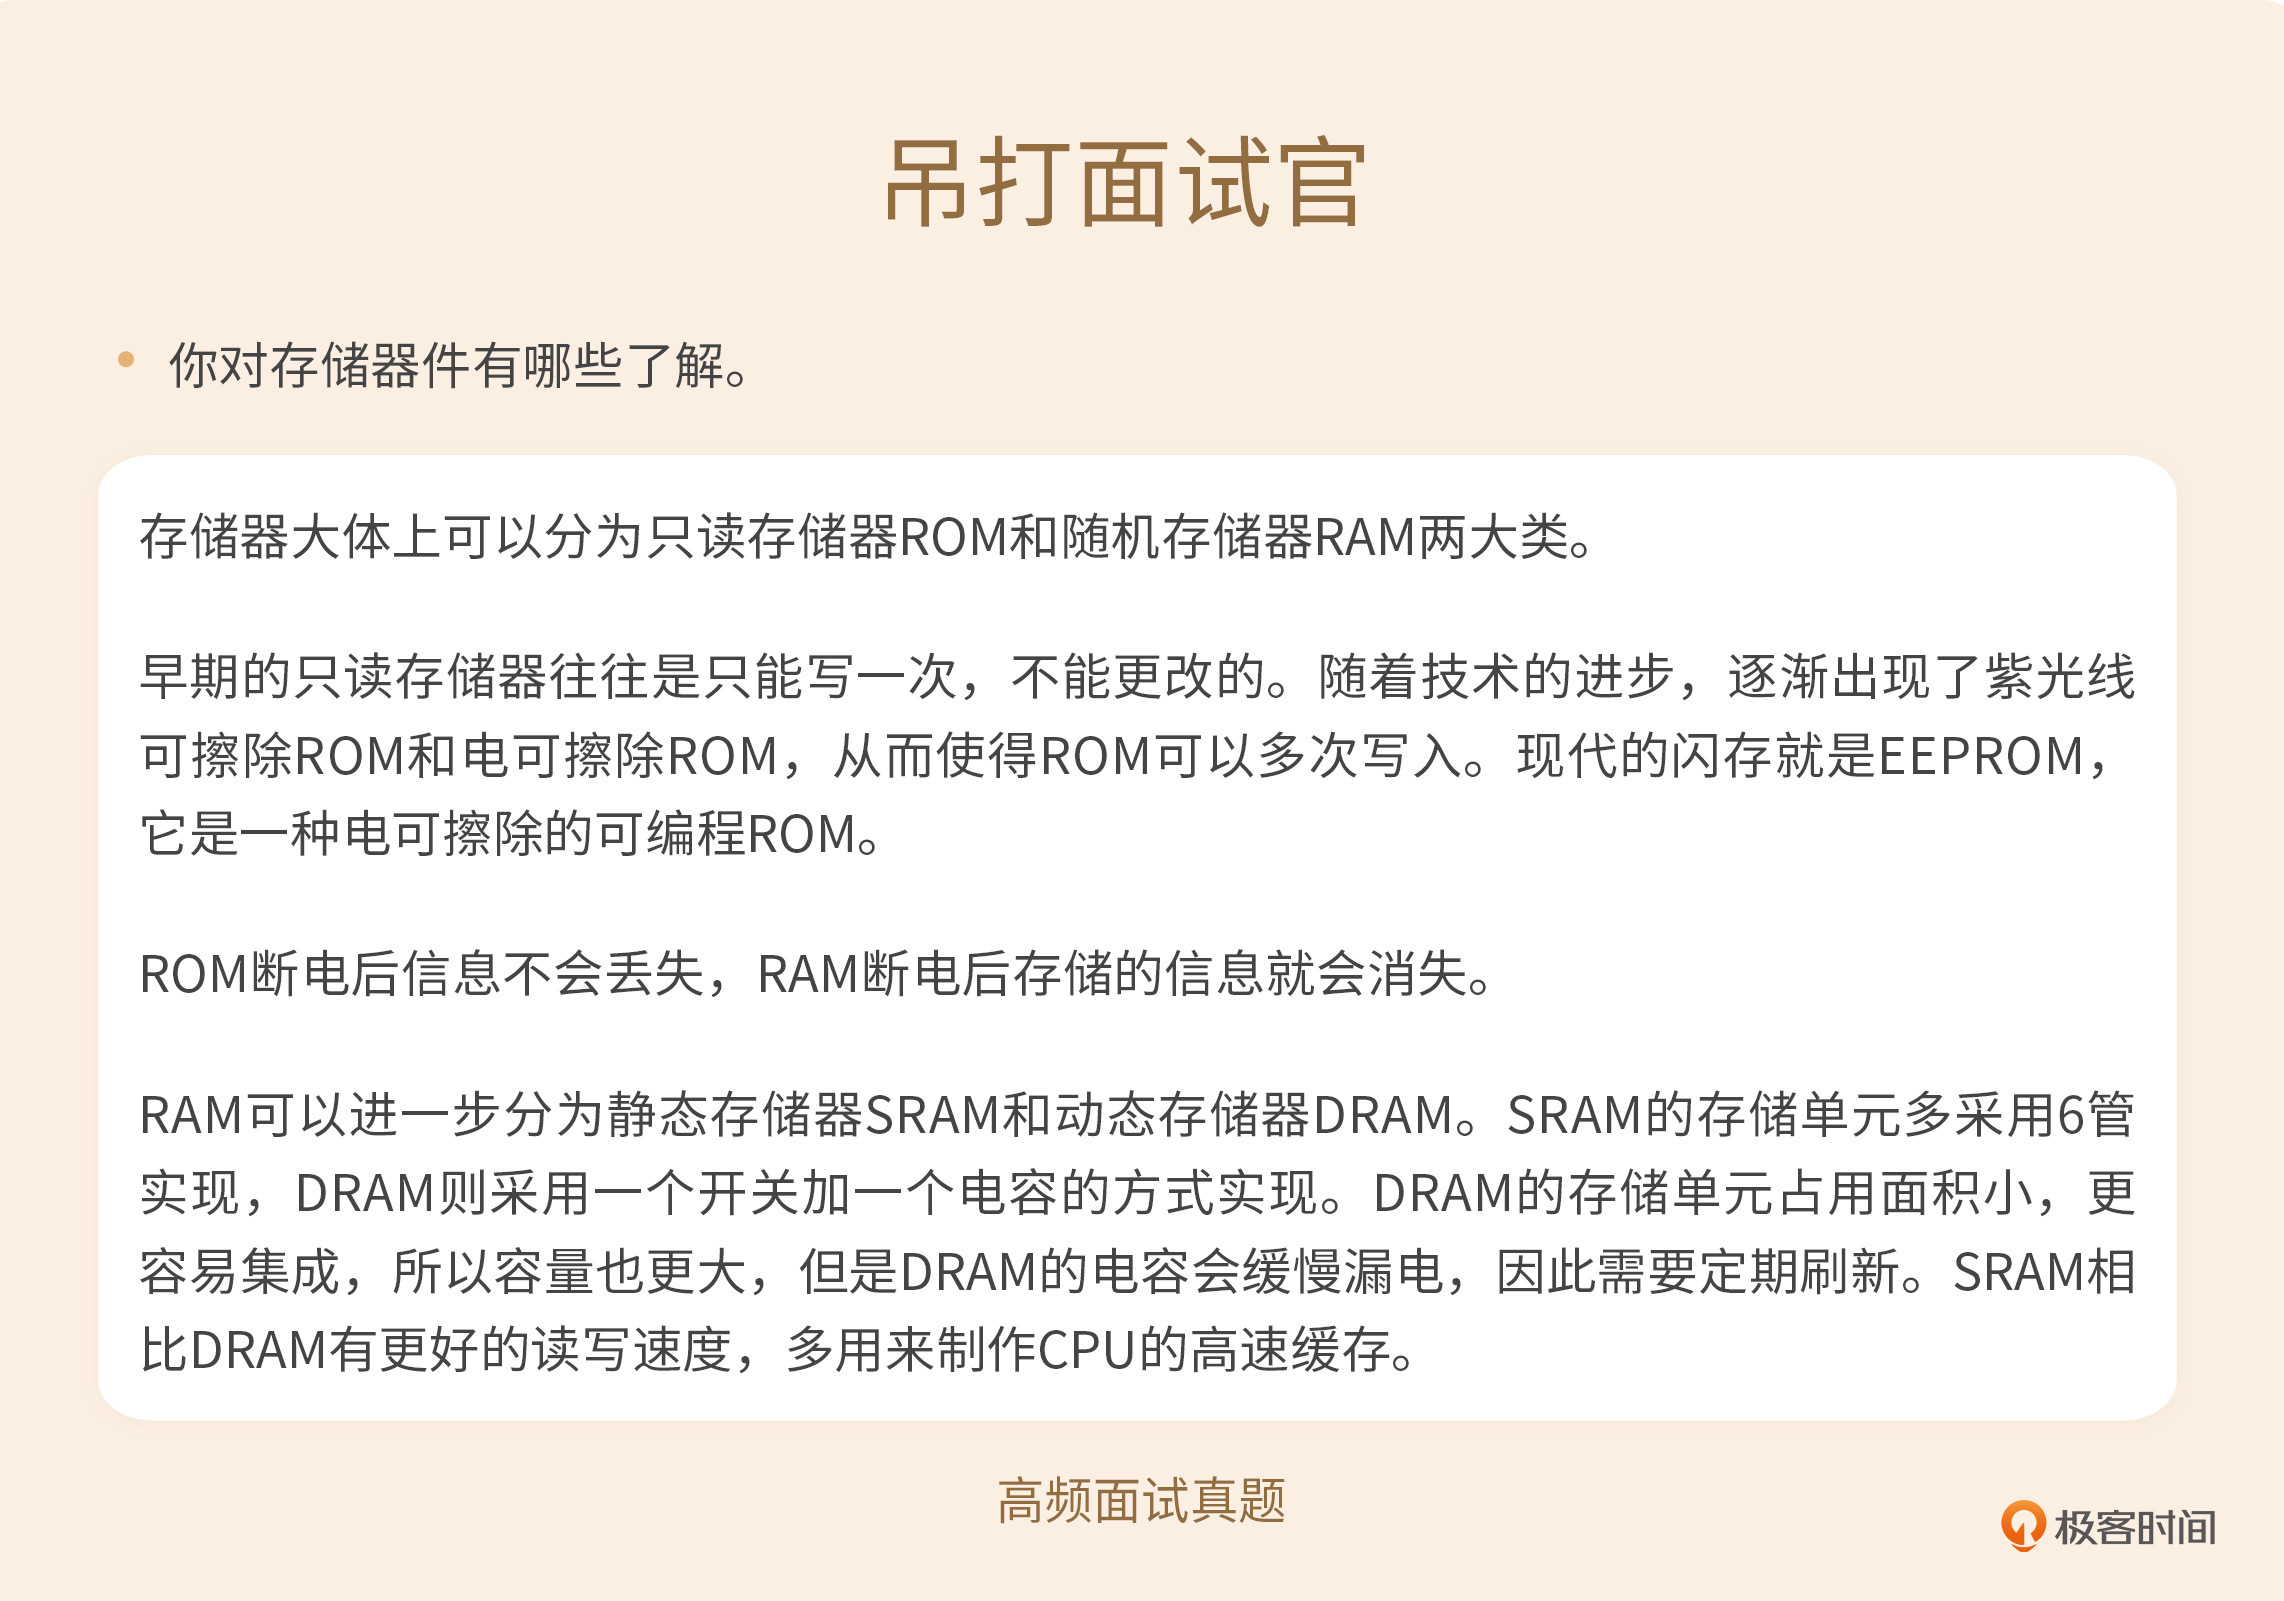 吊打面试官
你对存储器件有哪些了解。
存储器大体上可以分为只读存储器ROM和随机存储器RAM两大类。
早期的只读存储器往往是只能写一次，不能更改的。随着技术的进步，逐渐出现了紫光线
可擦除ROM和电可擦除ROM，从而使得ROM可以多次写入。现代的闪存就是EEPROM，
它是一种电可擦除的可编程ROM。
ROM断电后信息不会丢失，RAM断电后存储的信息就会消失。
RAM可以进一步分为静态存储器SRAM和动态存储器DRAM。SRAM的存储单元多采用6管
实现，DRAM则采用一个开关加一个电容的方式实现。DRAM的存储单元占用面积小，更
容易集成，所以容量也更大，但是DRAM的电容会缓慢漏电，因此需要定期刷新。SRAM相
比DRAM有更好的读写速度，多用来制作CPU的高速缓存。
高频面试真题
极客时间